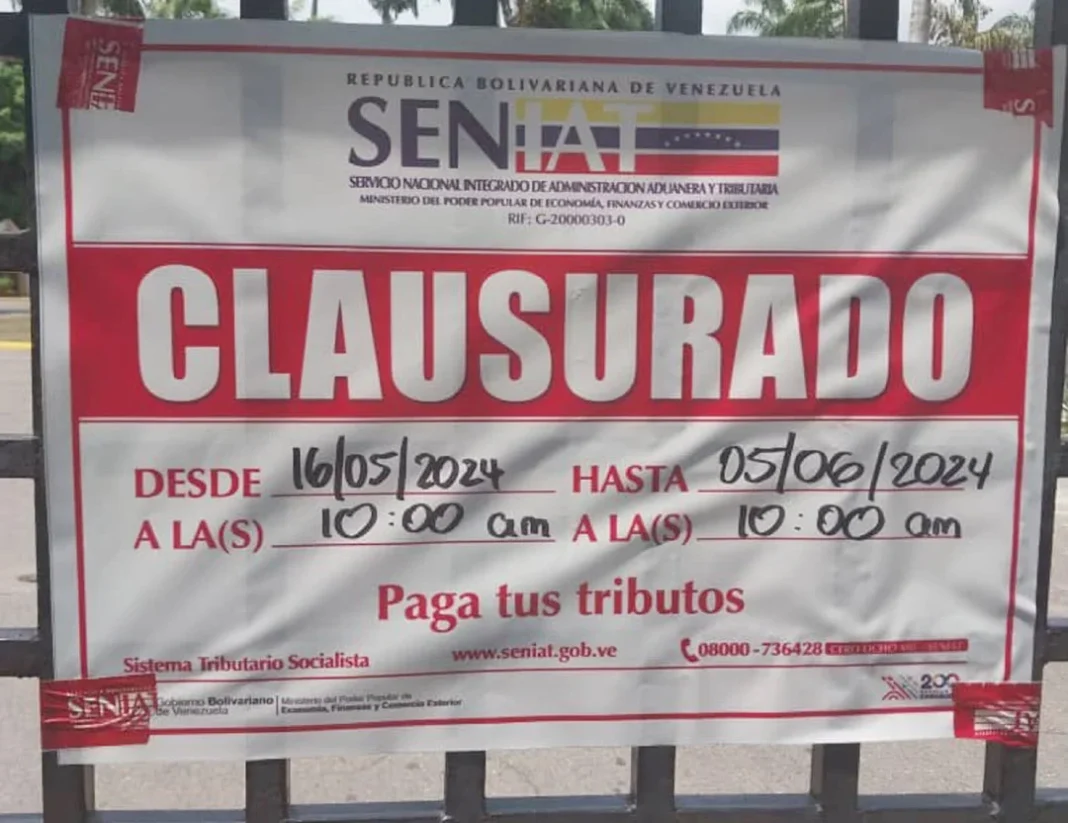 SENIAT
REPUBLICA BOLIVARIANA DE VENEZUELA
SENIAT
SERVICIO NACIONAL INTEGRADO DE ADMINISTRACION ADUANERA Y TRIBUTARIA
MINISTERIO DEL PODER POPULAR DE ECONOMÍA, FINANZAS Y COMERCIO EXTERIOR
RIF: G-20000303-0
CLAUSURADO
DESDE 16/05/2024 HASTA 05/06/2024
A LA(S) 10:00 am A LA(S) 10:00 am
Paga tus tributos
Sistema Tributario Socialista www.seniat.gob.ve 08000-736428
SENIA Gobierno Bolivariano de Venezuela Ministerio del Poder Popular de Economía, Finanzas y Comercio Exterior 200